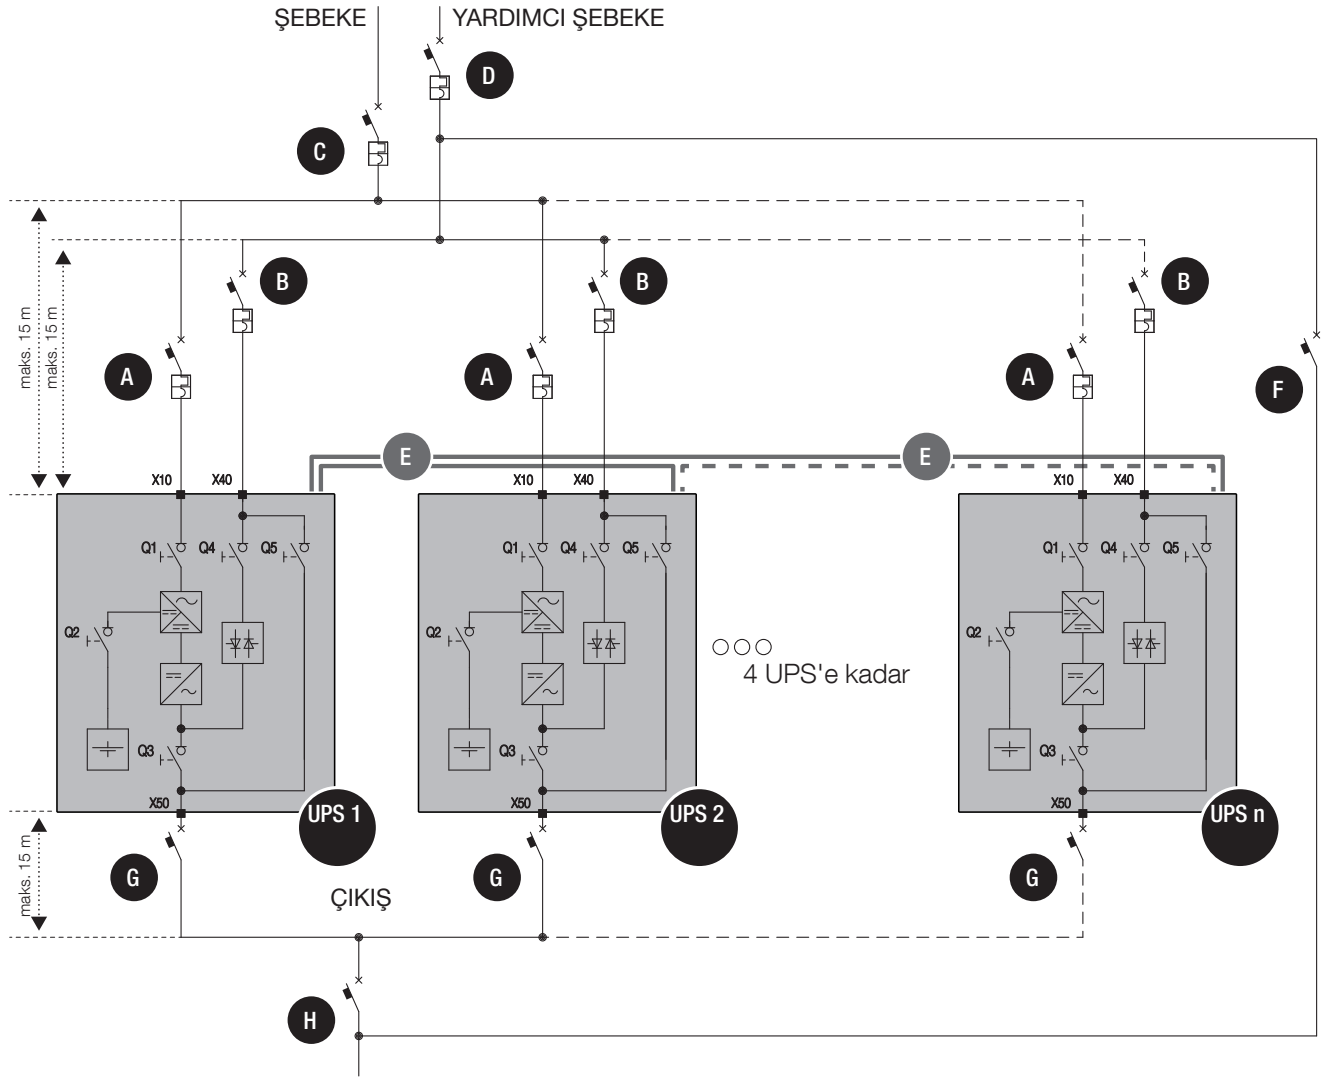 ŞEBEKE
YARDIMCI ŞEBEKE
D
C
B
B
B
A
A
A
F
maks. 15 m
maks. 15 m
E
E
X10 X40
X10 X40
X10 X40
Q1 Q4 Q5
Q1 Q4 Q5
Q1 Q4 Q5
Q2
Q2
Q2
4 UPS'e kadar
Q3
Q3
Q3
X50
X50
X50
UPS 1
UPS 2
UPS n
maks. 15 m
G
G
G
ÇIKIŞ
H